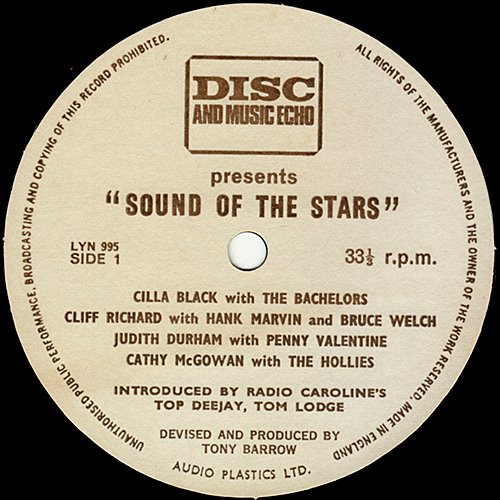 DISC
AND MUSIC ECHO
presents
"SOUND OF THE STARS"
LYN 995
SIDE 1
33⅓ r.p.m.
CILLA BLACK with THE BACHELORS
CLIFF RICHARD with HANK MARVIN and BRUCE WELCH
JUDITH DURHAM with PENNY VALENTINE
CATHY McGOWAN with THE HOLLIES
INTRODUCED BY RADIO CAROLINE'S
TOP DEEJAY, TOM LODGE
DEVISED AND PRODUCED BY
TONY BARROW
AUDIO PLASTICS LTD.
UNAUTHORISED PUBLIC PERFORMANCE, BROADCASTING AND COPYING OF THIS RECORD PROHIBITED.
ALL RIGHTS OF THE MANUFACTURERS AND THE OWNER OF THE WORK RESERVED. MADE IN ENGLAND